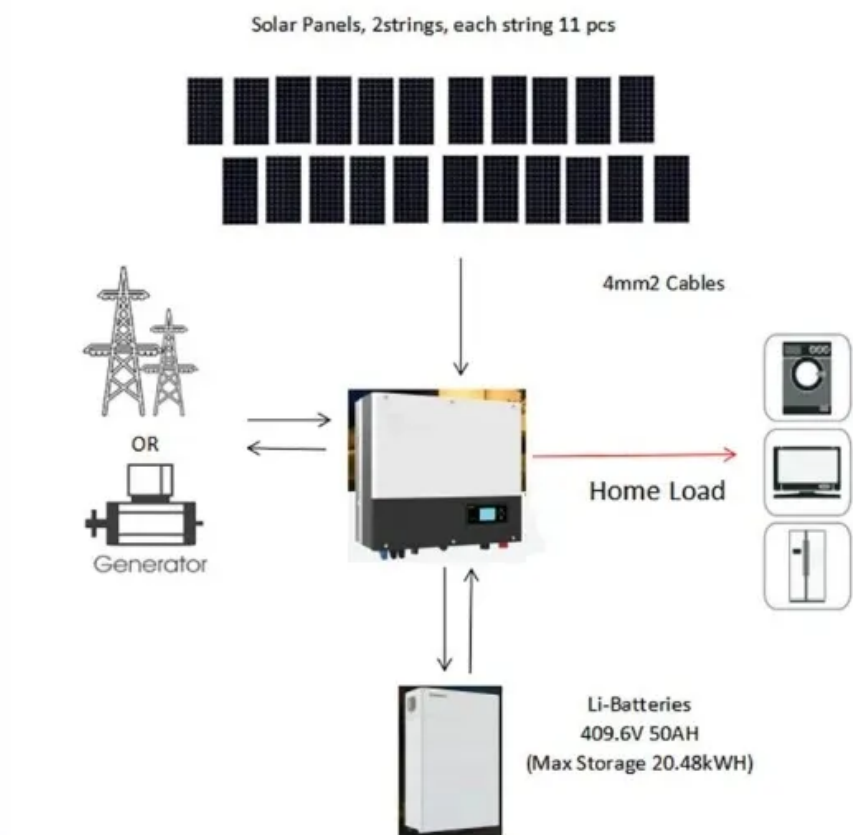 Solar Panels, 2strings, each string 11 pcs
4mm2 Cables
OR
Home Load
Generator
Li-Batteries
409.6V 50AH
(Max Storage 20.48kWH)